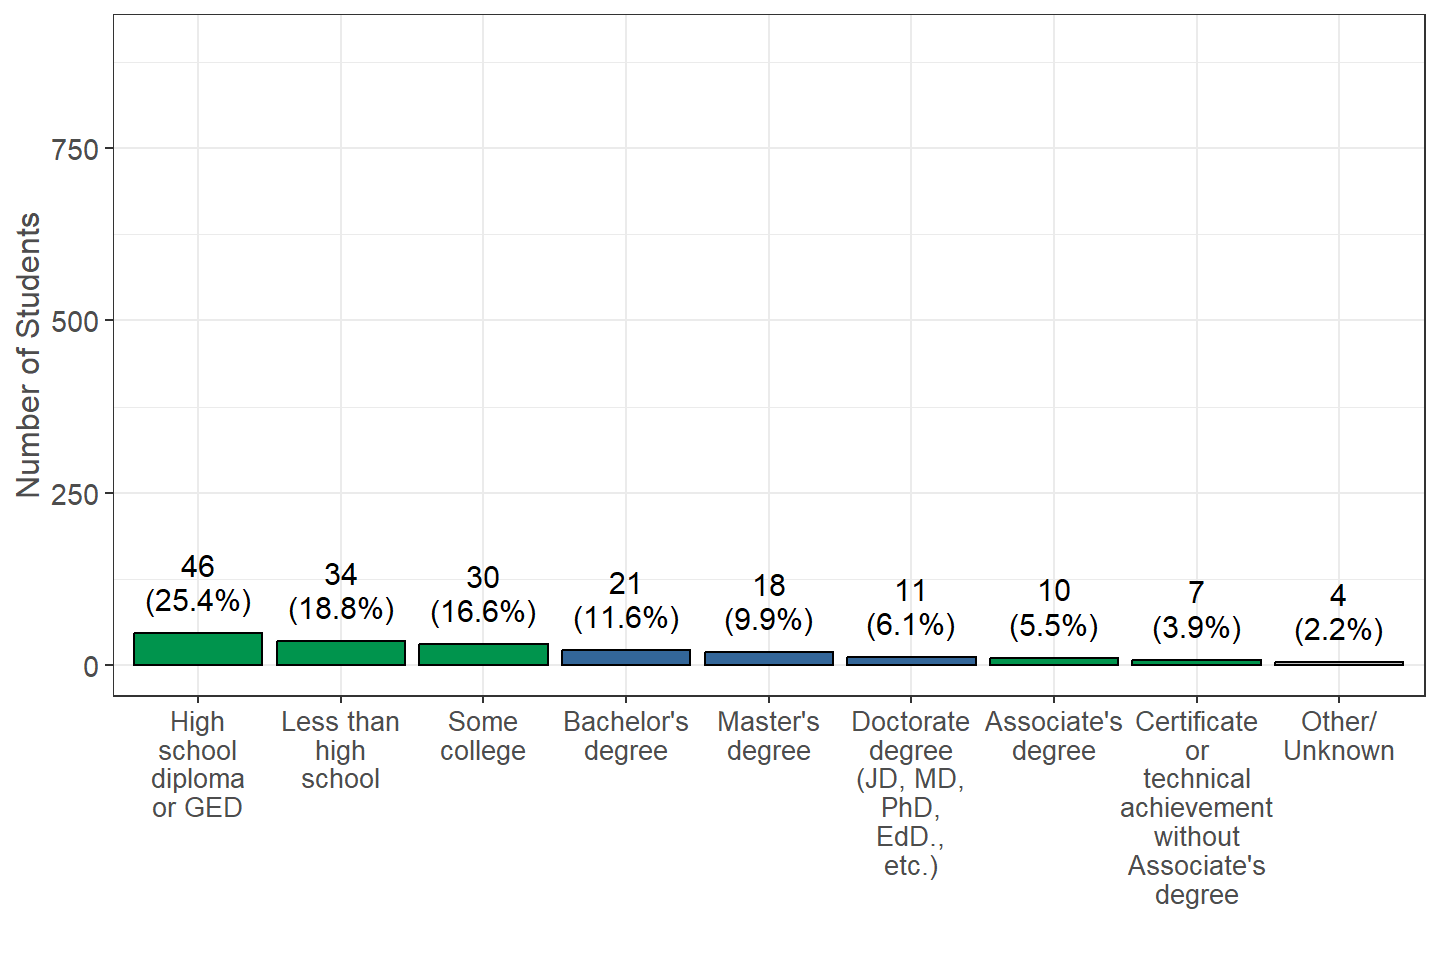 Number of Students
750
500
250
0
46
(25.4%)
34
(18.8%)
30
(16.6%)
21
(11.6%)
18
(9.9%)
11
(6.1%)
10
(5.5%)
7
(3.9%)
4
(2.2%)
High
school
diploma
or GED
Less than
high
school
Some
college
Bachelor's
degree
Master's
degree
Doctorate
degree
(JD, MD,
PhD,
EdD.,
etc.)
Associate's
degree
Certificate
or
technical
achievement
without
Associate's
degree
Other/
Unknown